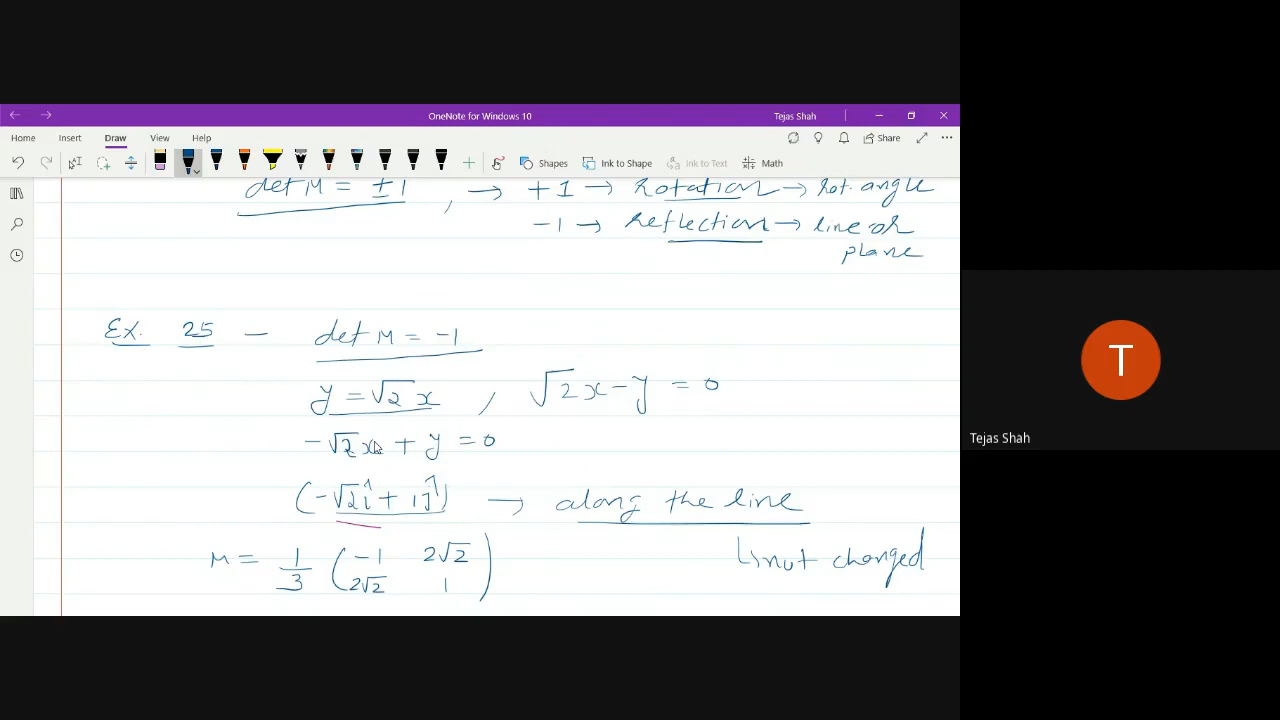 OneNote for Windows 10
Tejas Shah
Home Insert Draw View Help
Share
Shapes Ink to Shape Ink to Text Math
det M = ±1 , → +1 → rotation → rot. angle
-1 → reflection → line or
plane
Ex. 25 - det M = -1
y = √2 x , √2x - y = 0
-√2x + y = 0
(-√2 î + 1ĵ) → along the line
M = 1/3 ( -1 2√2 ↳ not changed
2√2 1 )
T
Tejas Shah